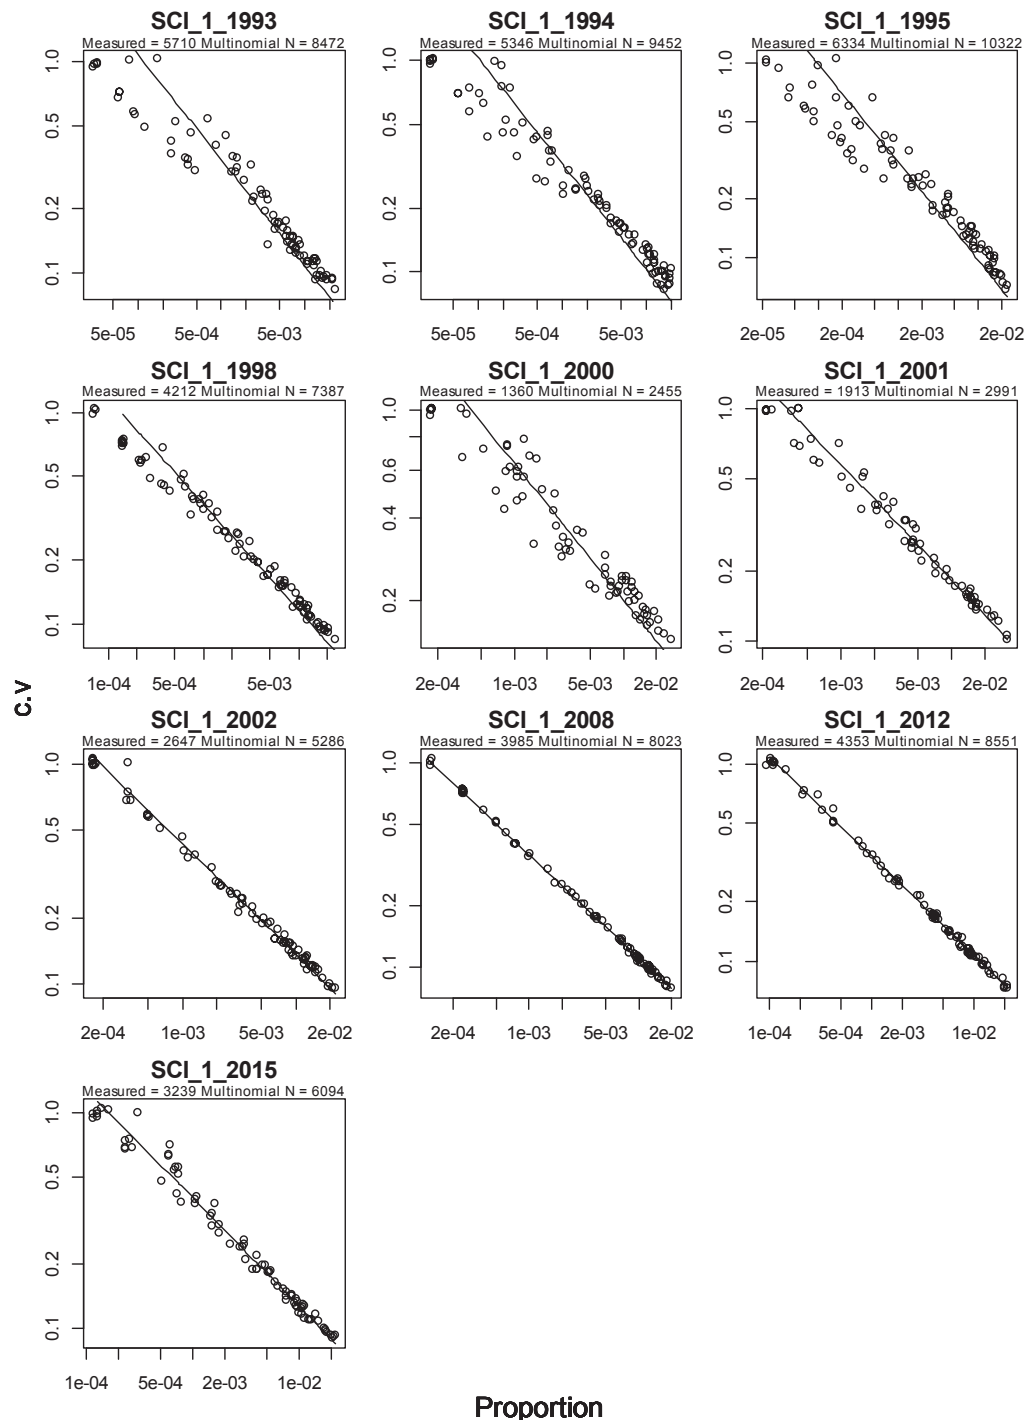 SCI_1_1993
Measured = 5710 Multinomial N = 8472
1.0
0.5
0.2
0.1
5e-05 5e-04 5e-03
SCI_1_1994
Measured = 5346 Multinomial N = 9452
1.0
0.5
0.2
0.1
5e-05 5e-04 5e-03
SCI_1_1995
Measured = 6334 Multinomial N = 10322
1.0
0.5
0.2
0.1
2e-05 2e-04 2e-03 2e-02
SCI_1_1998
Measured = 4212 Multinomial N = 7387
1.0
0.5
0.2
0.1
1e-04 5e-04 5e-03
SCI_1_2000
Measured = 1360 Multinomial N = 2455
1.0
0.6
0.4
0.2
2e-04 1e-03 5e-03 2e-02
SCI_1_2001
Measured = 1913 Multinomial N = 2991
1.0
0.5
0.2
0.1
2e-04 1e-03 5e-03 2e-02
C.V
SCI_1_2002
Measured = 2647 Multinomial N = 5286
1.0
0.5
0.2
0.1
2e-04 1e-03 5e-03 2e-02
SCI_1_2008
Measured = 3985 Multinomial N = 8023
1.0
0.5
0.2
0.1
2e-04 1e-03 5e-03 2e-02
SCI_1_2012
Measured = 4353 Multinomial N = 8551
1.0
0.5
0.2
0.1
1e-04 5e-04 2e-03 1e-02
SCI_1_2015
Measured = 3239 Multinomial N = 6094
1.0
0.5
0.2
0.1
1e-04 5e-04 2e-03 1e-02
Proportion